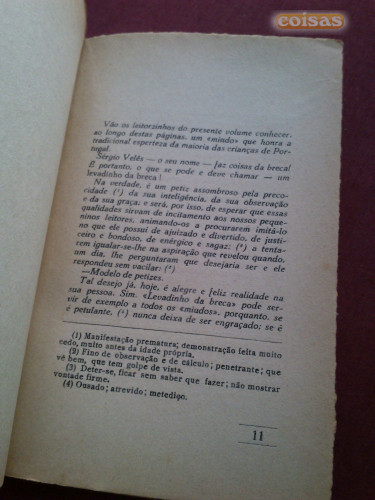 coisas
Vão os leitorzinhos do presente volume conhecer,
ao longo destas páginas, um «miúdo» que honra a
tradicional esperteza da maioria das crianças de Por-
tugal.
Sérgio Velês — o seu nome — faz coisas da breca!
É portanto, o que se pode e deve chamar — um
levadinho da breca!
Na verdade, é um petiz assombroso pela preco-
cidade (¹) da sua inteligência, da sua observação
e da sua graça; e será, por isso, de esperar que essas
qualidades sirvam de incitamento aos nossos peque-
ninos leitores, animando-os a procurarem imitá-lo
no que ele possui de ajuizado e divertido, de justi-
ceiro e bondoso, de enérgico e sagaz; (²) a tenta-
rem igualar-se-lhe na aspiração que revelou quando,
um dia, lhe perguntaram que desejaria ser e ele
respondeu sem vacilar: (³)
—Modelo de petizes.
Tal desejo já, hoje, é alegre e feliz realidade na
sua pessoa. Sim. «Levadinho da breca» pode ser-
vir de exemplo a todos os «miúdos», porquanto, se
é petulante, (⁴) nunca deixa de ser engraçado; se é
(1) Manifestação prematura; demonstração feita muito
cedo, muito antes da idade própria.
(2) Fino de observação e de cálculo; penetrante; que
vê bem, que tem golpe de vista.
(3) Deter-se, ficar sem saber que fazer; não mostrar
vontade firme.
(4) Ousado; atrevido; metediço.
11